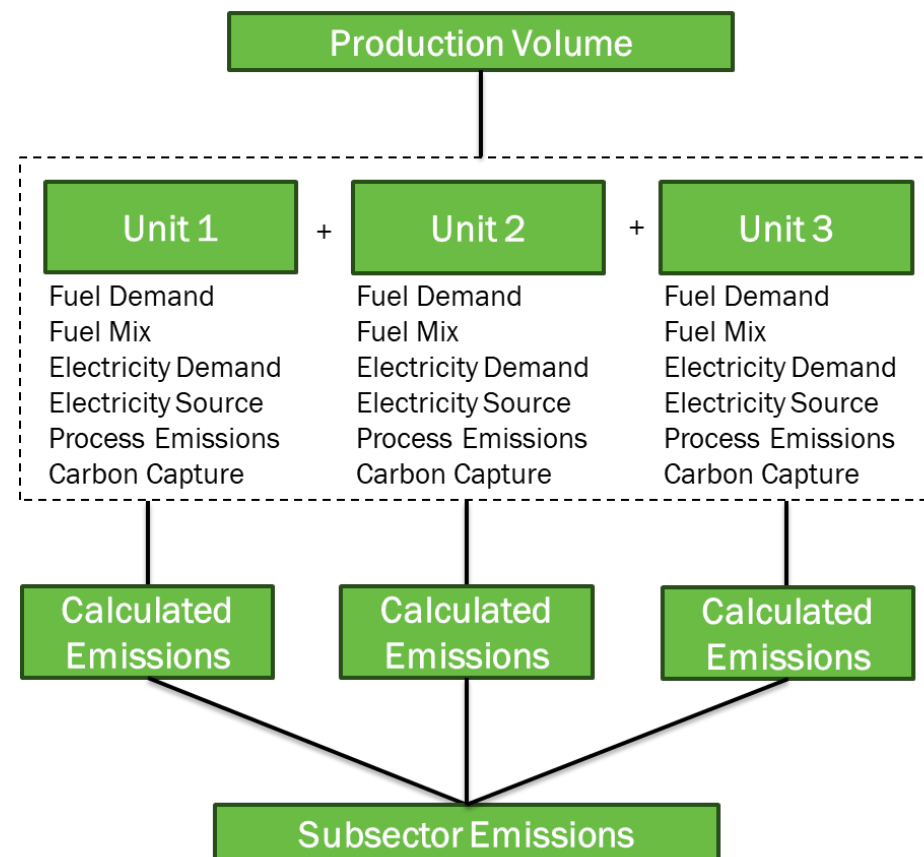 Production Volume
Unit 1 + Unit 2 + Unit 3
Fuel Demand
Fuel Mix
Electricity Demand
Electricity Source
Process Emissions
Carbon Capture
Fuel Demand
Fuel Mix
Electricity Demand
Electricity Source
Process Emissions
Carbon Capture
Fuel Demand
Fuel Mix
Electricity Demand
Electricity Source
Process Emissions
Carbon Capture
Calculated
Emissions
Calculated
Emissions
Calculated
Emissions
Subsector Emissions